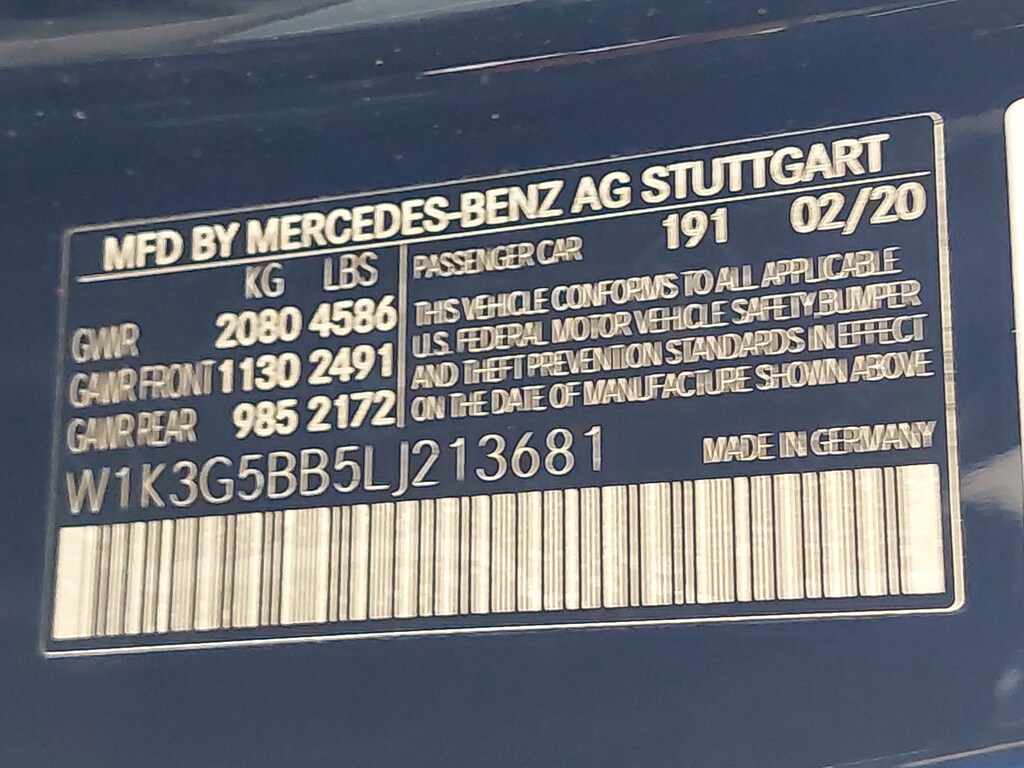 MFD BY MERCEDES-BENZ AG STUTTGART
KG LBS
GWR 2080 4586
GAWR FRONT 1130 2491
GAWR REAR 985 2172
PASSENGER CAR 191 02/20
THIS VEHICLE CONFORMS TO ALL APPLICABLE
U.S. FEDERAL MOTOR VEHICLE SAFETY, BUMPER
AND THEFT PREVENTION STANDARDS IN EFFECT
ON THE DATE OF MANUFACTURE SHOWN ABOVE
W1K3G5BB5LJ213681
MADE IN GERMANY